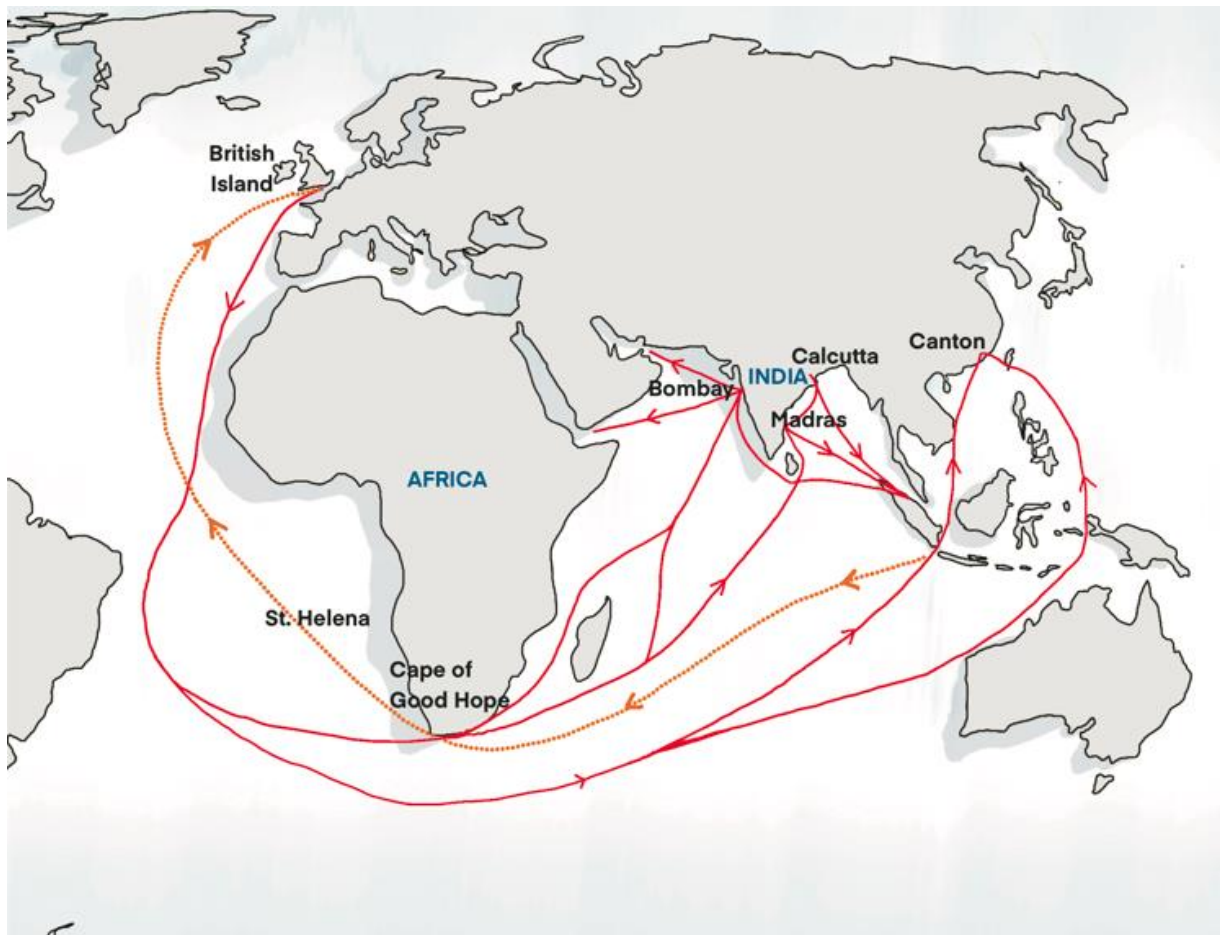 British
Island
Canton
Calcutta
INDIA
Bombay
Madras
AFRICA
St. Helena
Cape of
Good Hope